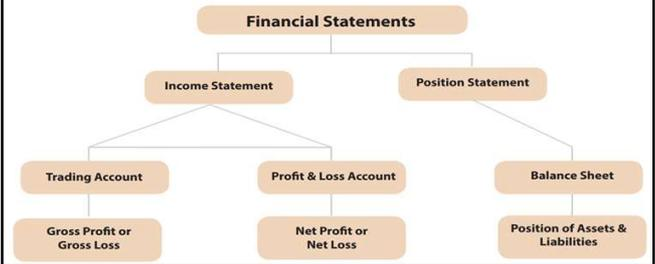 Financial Statements
Income Statement
Position Statement
Trading Account
Profit & Loss Account
Balance Sheet
Gross Profit or
Gross Loss
Net Profit or
Net Loss
Position of Assets &
Liabilities